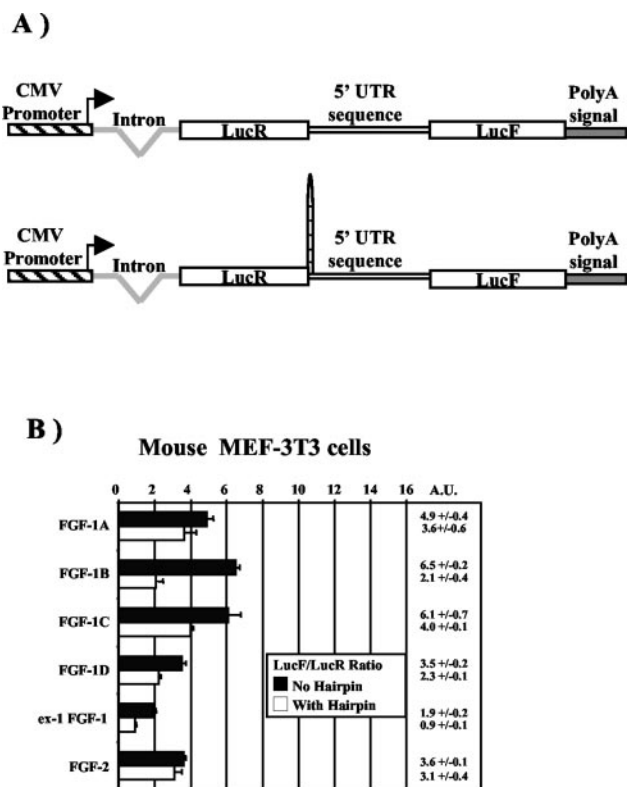 A )
CMV
Promoter
Intron
LucR
5' UTR
sequence
LucF
PolyA
signal
CMV
Promoter
Intron
LucR
5' UTR
sequence
LucF
PolyA
signal
B )
Mouse MEF-3T3 cells
0 2 4 6 8 10 12 14 16 A.U.
FGF-1A 4.9 +/-0.4
3.6+/-0.6
FGF-1B 6.5 +/-0.2
2.1 +/-0.4
FGF-1C 6.1 +/-0.7
4.0 +/-0.1
LucF/LucR Ratio
No Hairpin
With Hairpin
FGF-1D 3.5 +/-0.2
2.3 +/-0.1
ex-1 FGF-1 1.9 +/-0.2
0.9 +/-0.1
FGF-2 3.6 +/-0.1
3.1 +/-0.4